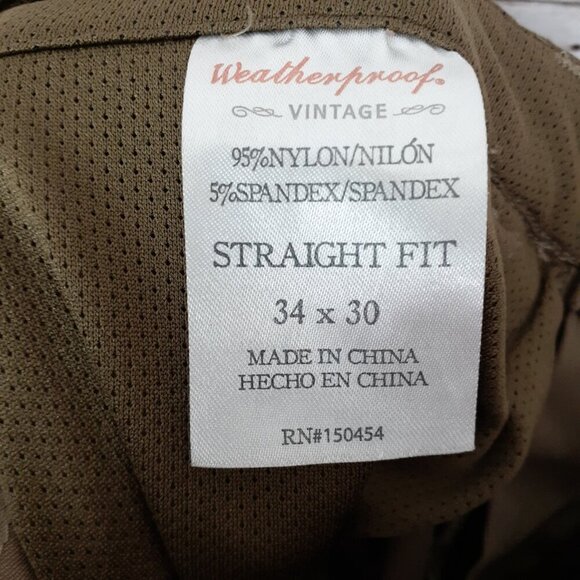 Weatherproof
VINTAGE
95%NYLON/NILÓN
5%SPANDEX/SPANDEX
STRAIGHT FIT
34 x 30
MADE IN CHINA
HECHO EN CHINA
RN#150454